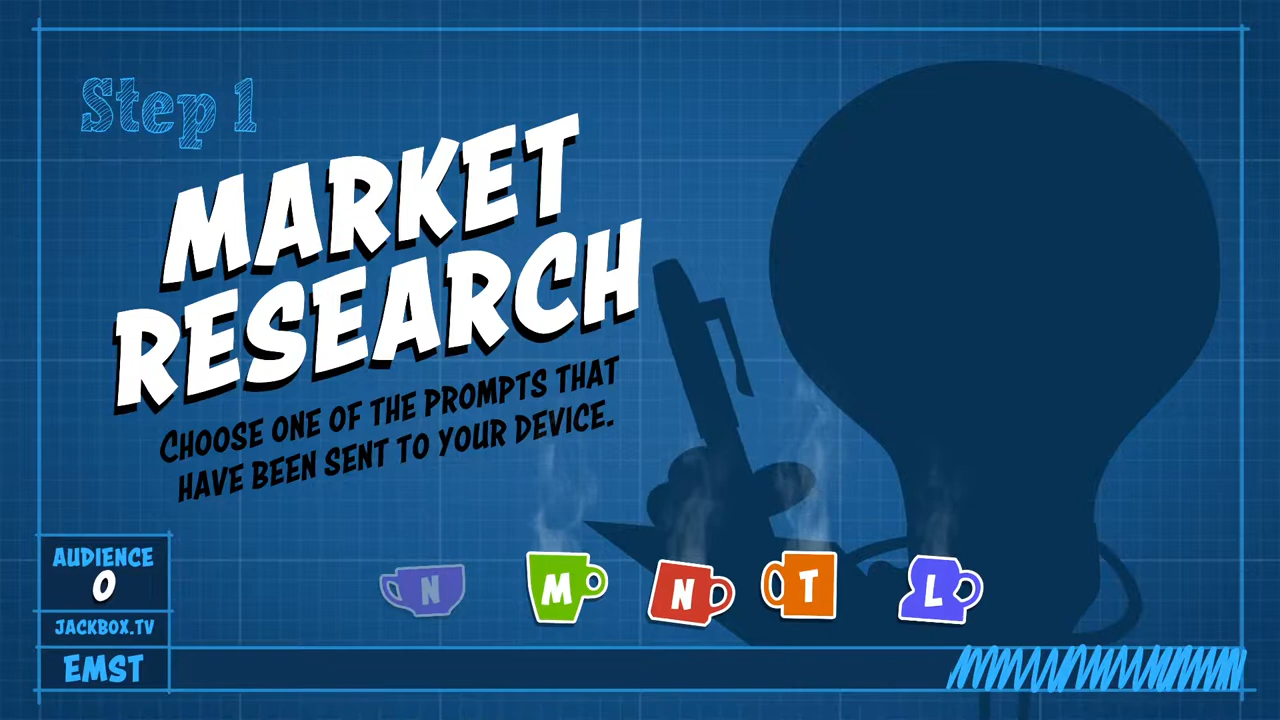 Step 1
MARKET
RESEARCH
CHOOSE ONE OF THE PROMPTS THAT
HAVE BEEN SENT TO YOUR DEVICE.
N
M
N
T
L
AUDIENCE
0
JACKBOX.TV
EMST